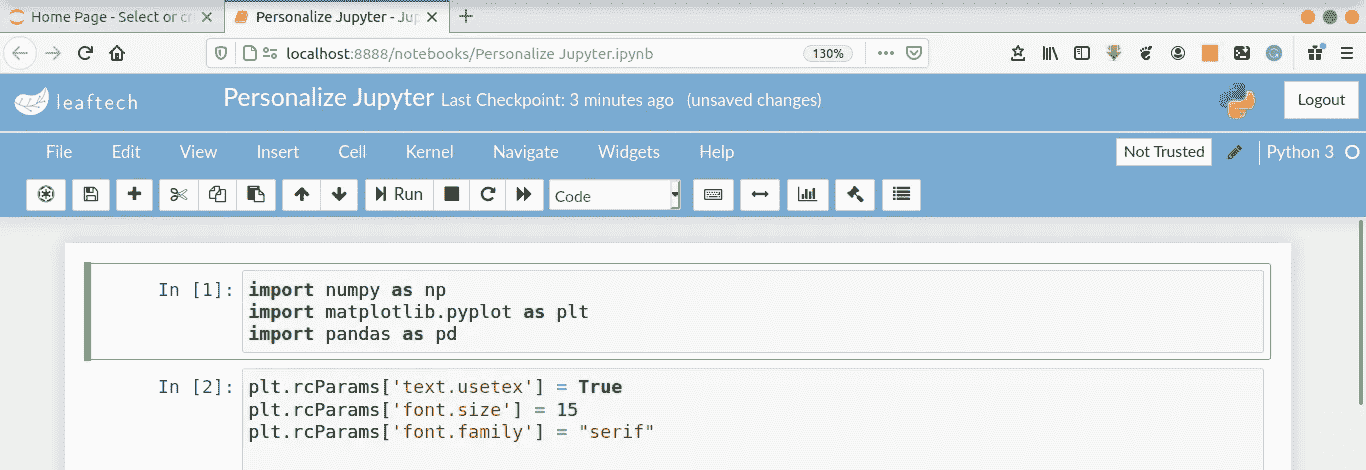 Home Page - Select or cr
Personalize Jupyter - Jup
localhost:8888/notebooks/Personalize Jupyter.ipynb
130%
leaftech
Personalize Jupyter Last Checkpoint: 3 minutes ago (unsaved changes)
Logout
File Edit View Insert Cell Kernel Navigate Widgets Help
Not Trusted
Python 3
Run
Code
In [1]:
import numpy as np
import matplotlib.pyplot as plt
import pandas as pd
In [2]:
plt.rcParams['text.usetex'] = True
plt.rcParams['font.size'] = 15
plt.rcParams['font.family'] = "serif"